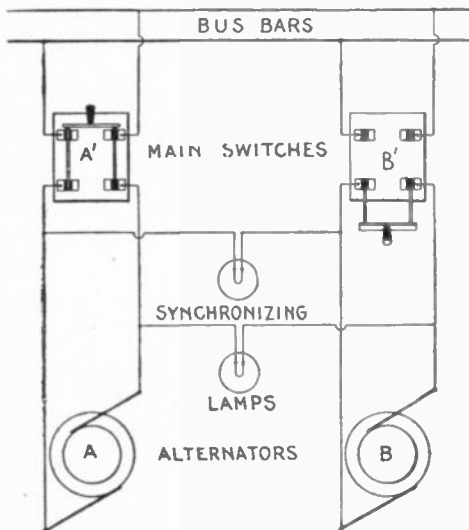 BUS BARS
A'
MAIN SWITCHES
B'
SYNCHRONIZING
LAMPS
A
ALTERNATORS
B